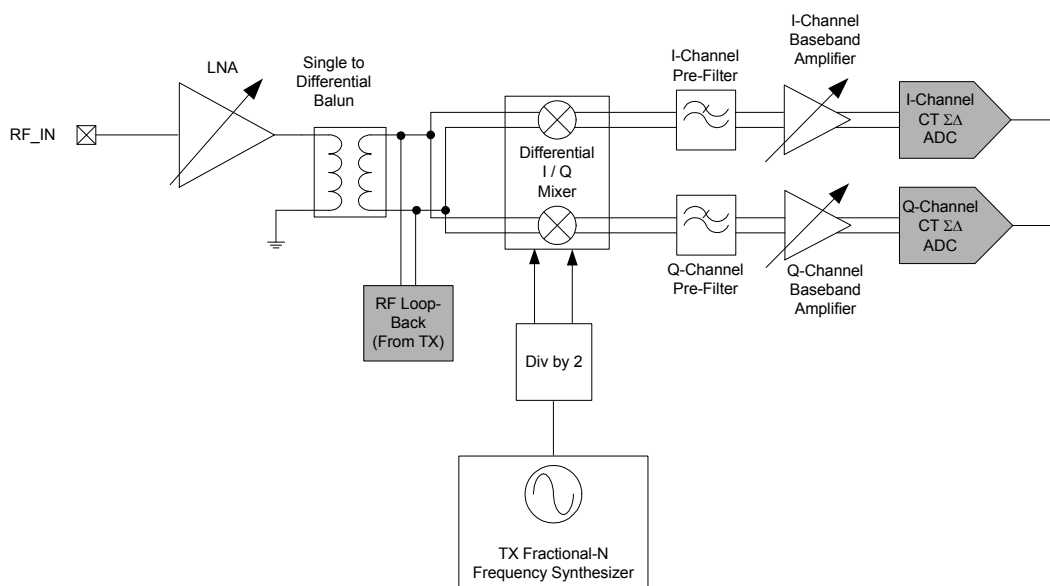 RF_IN
LNA
Single to
Differential
Balun
RF Loop-
Back
(From TX)
Differential
I / Q
Mixer
Div by 2
TX Fractional-N
Frequency Synthesizer
I-Channel
Pre-Filter
I-Channel
Baseband
Amplifier
I-Channel
CT ΣΔ
ADC
Q-Channel
Pre-Filter
Q-Channel
Baseband
Amplifier
Q-Channel
CT ΣΔ
ADC